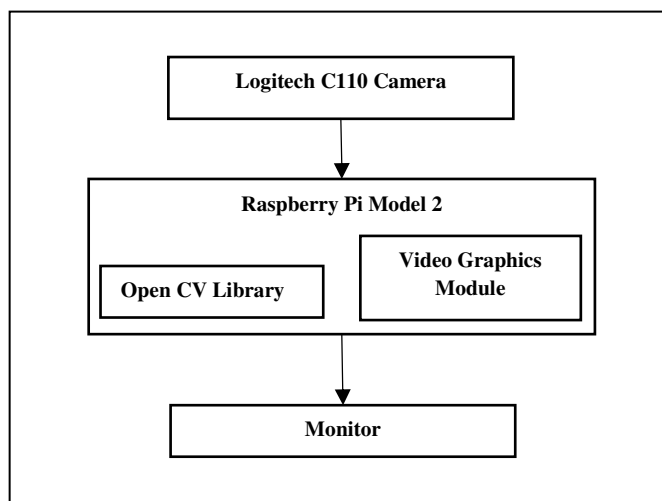 Logitech C110 Camera
Raspberry Pi Model 2
Open CV Library
Video Graphics
Module
Monitor